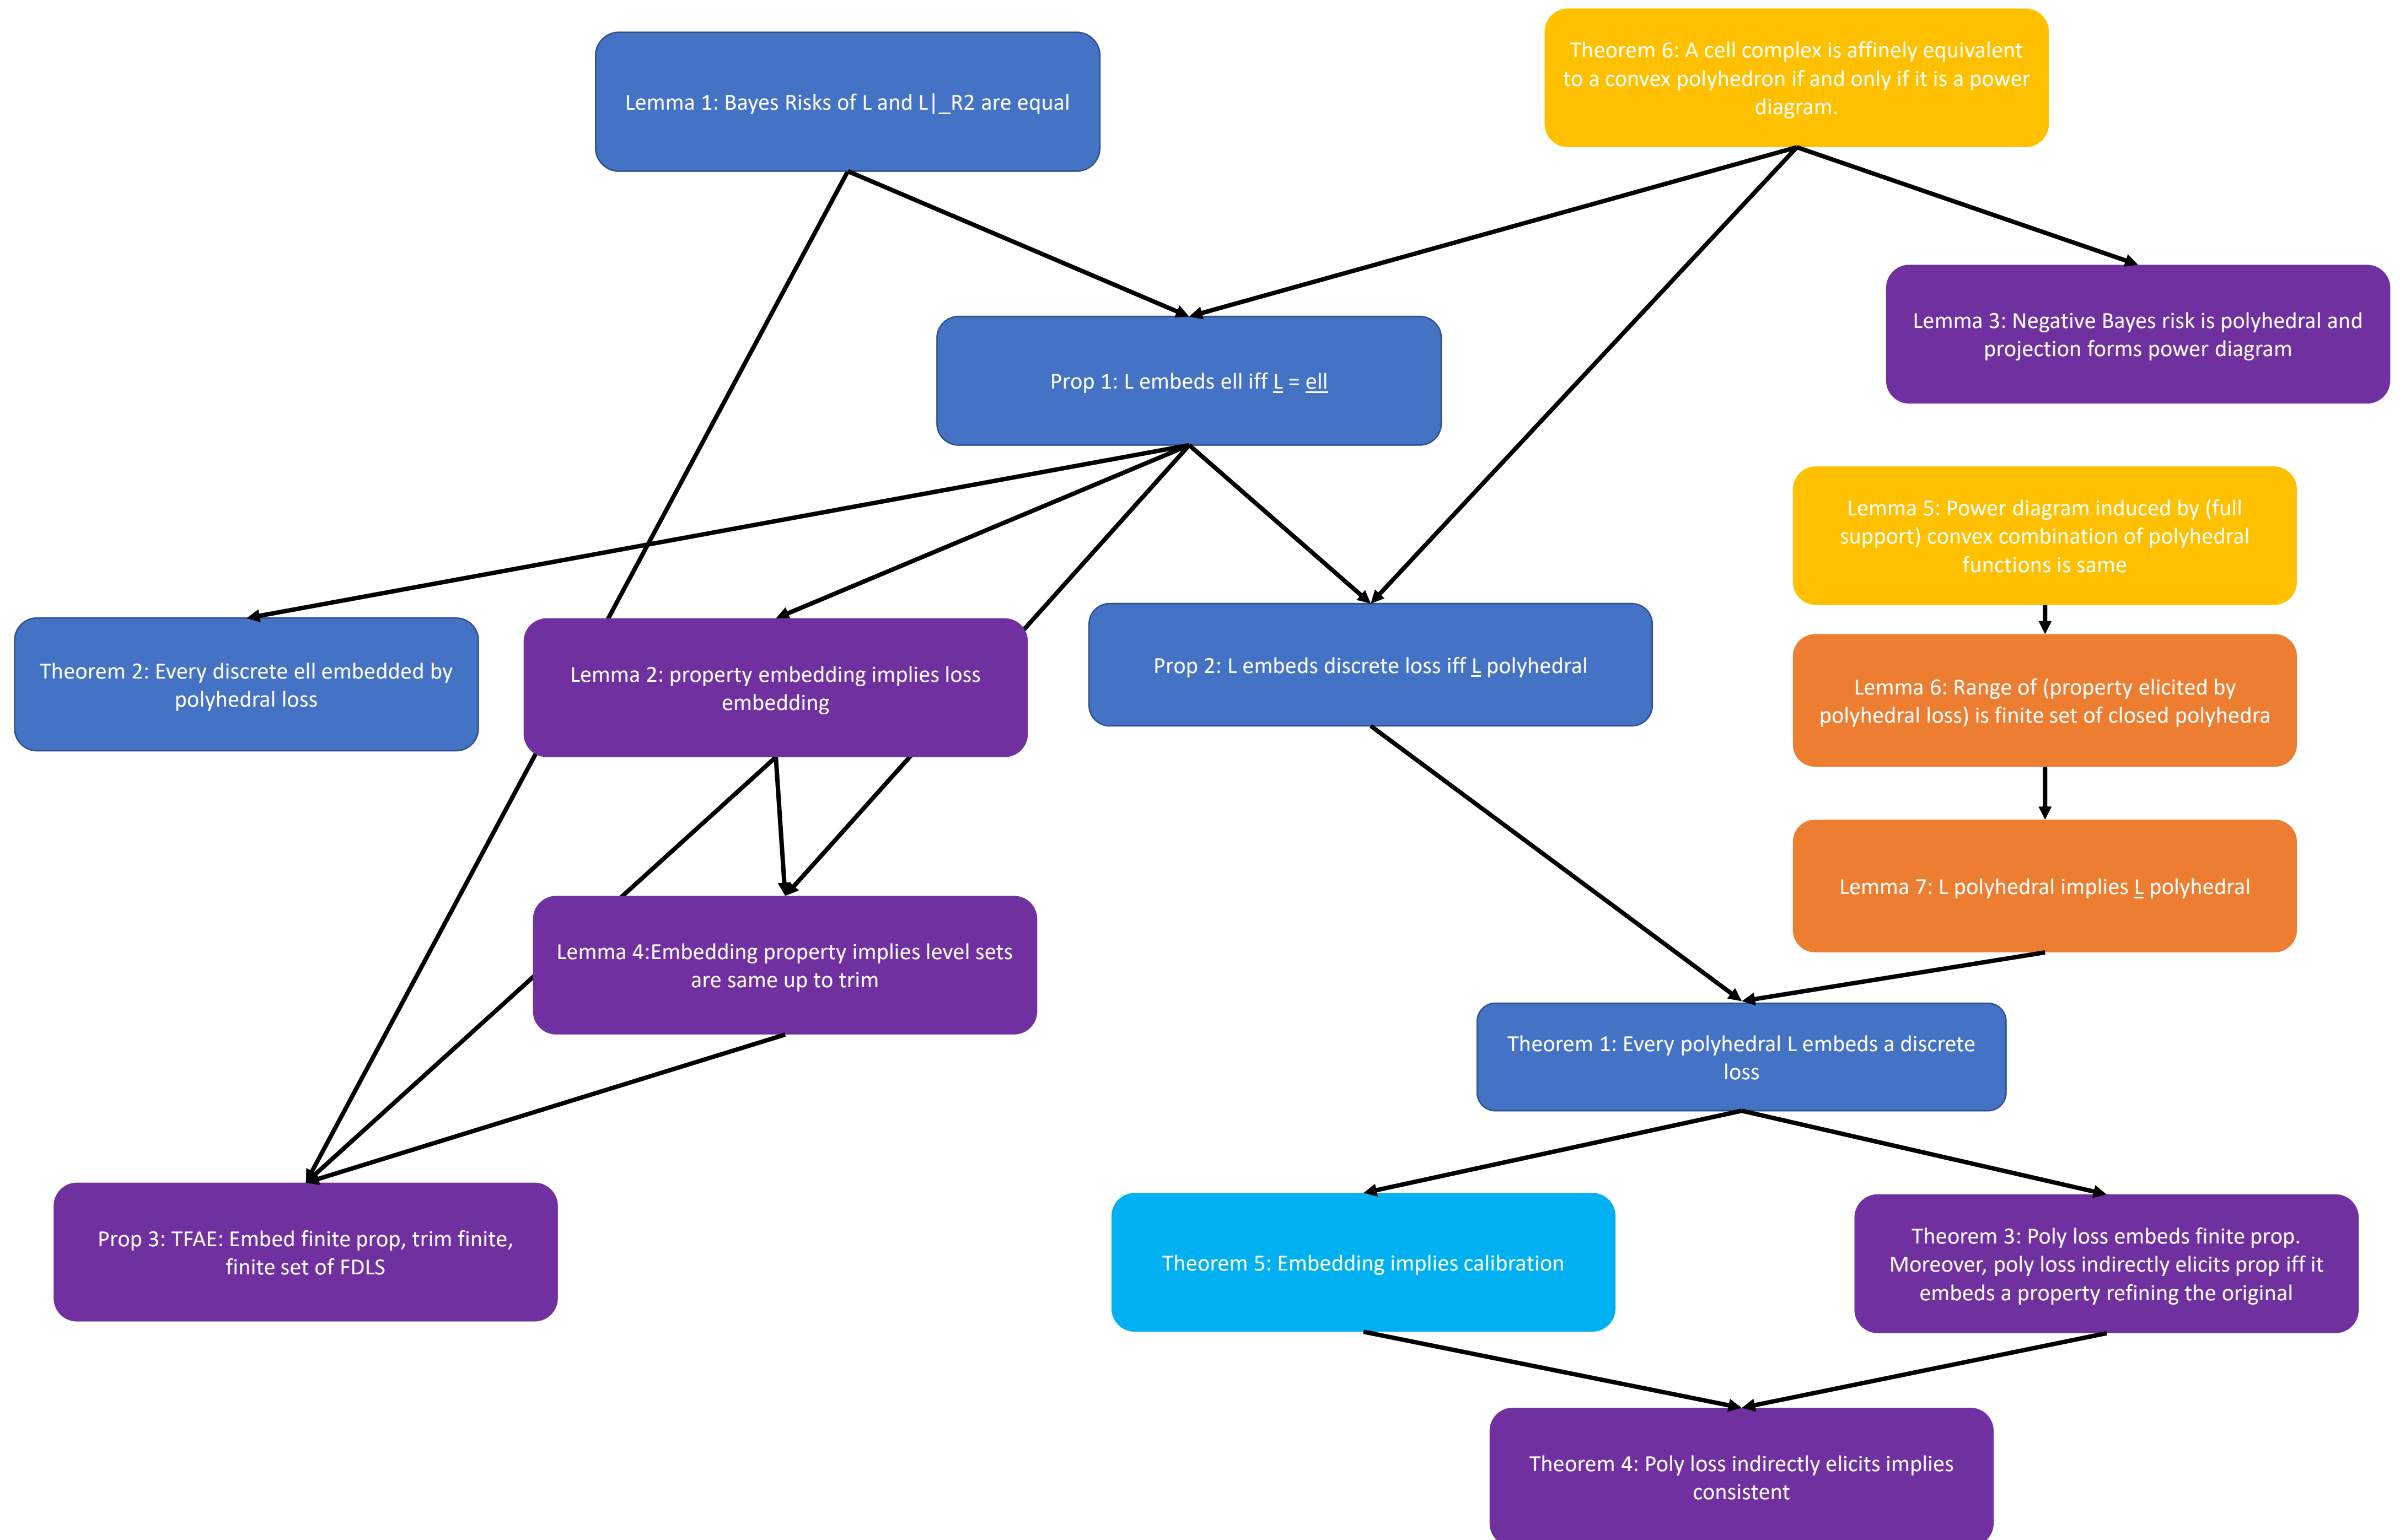 Lemma 1: Bayes Risks of L and L|_R2 are equal
Theorem 6: A cell complex is affinely equivalent
to a convex polyhedron if and only if it is a power
diagram.
Lemma 3: Negative Bayes risk is polyhedral and
projection forms power diagram
Prop 1: L embeds ell iff L = ell
Lemma 5: Power diagram induced by (full
support) convex combination of polyhedral
functions is same
Theorem 2: Every discrete ell embedded by
polyhedral loss
Lemma 2: property embedding implies loss
embedding
Prop 2: L embeds discrete loss iff L polyhedral
Lemma 6: Range of (property elicited by
polyhedral loss) is finite set of closed polyhedra
Lemma 7: L polyhedral implies L polyhedral
Lemma 4:Embedding property implies level sets
are same up to trim
Theorem 1: Every polyhedral L embeds a discrete
loss
Prop 3: TFAE: Embed finite prop, trim finite,
finite set of FDLS
Theorem 5: Embedding implies calibration
Theorem 3: Poly loss embeds finite prop.
Moreover, poly loss indirectly elicits prop iff it
embeds a property refining the original
Theorem 4: Poly loss indirectly elicits implies
consistent